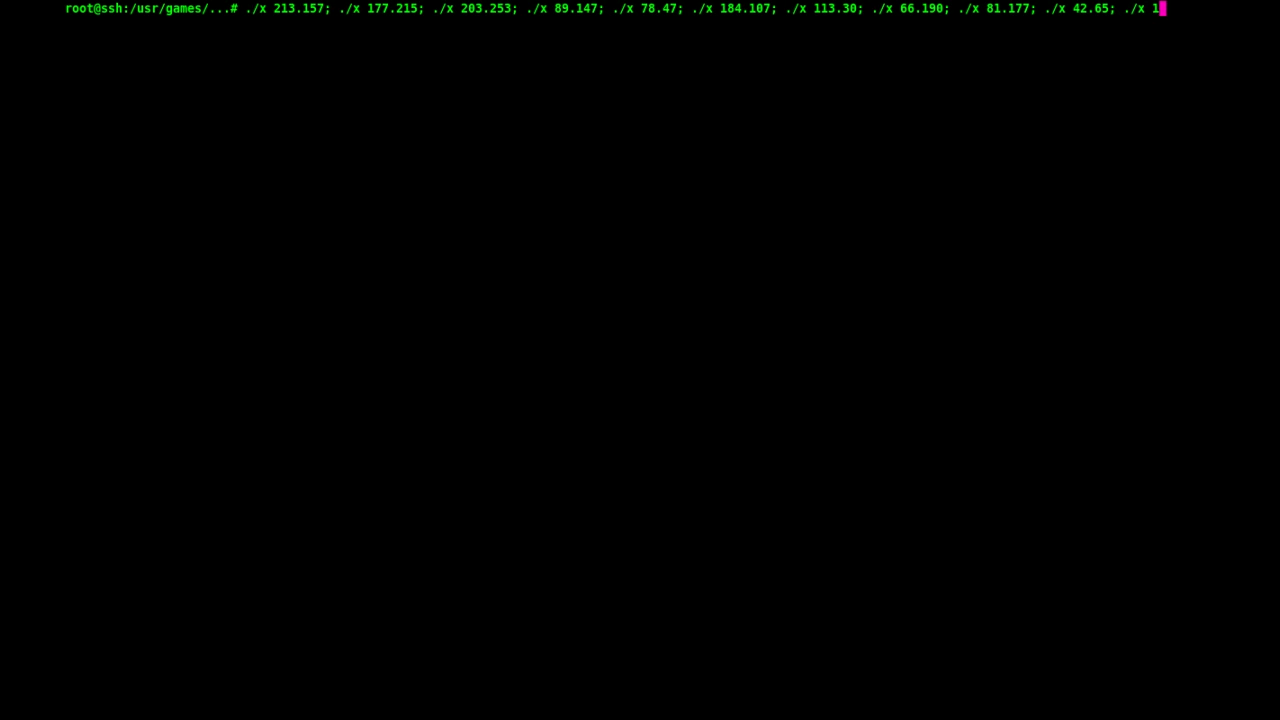 root@ssh:/usr/games/...# ./x 213.157; ./x 177.215; ./x 203.253; ./x 89.147; ./x 78.47; ./x 184.107; ./x 113.30; ./x 66.190; ./x 81.177; ./x 42.65; ./x 1